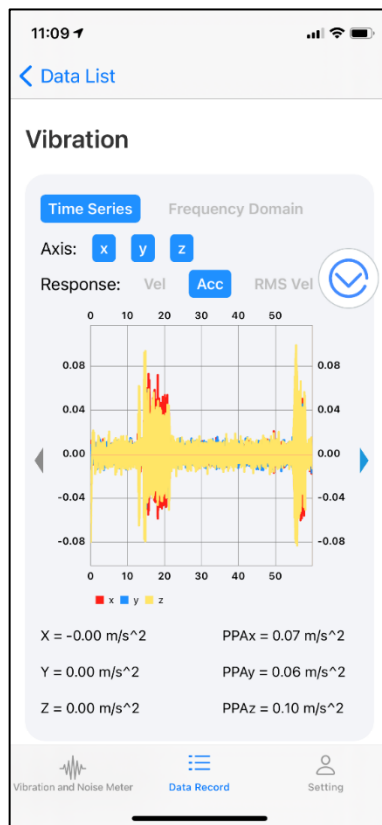 11:09
Data List
Vibration
Time Series Frequency Domain
Axis: x y z
Response: Vel Acc RMS Vel
0 10 20 30 40 50
0.08 0.08
0.04 0.04
0.00 0.00
-0.04 -0.04
-0.08 -0.08
0 10 20 30 40 50
x y z
X = -0.00 m/s^2 PPAx = 0.07 m/s^2
Y = 0.00 m/s^2 PPAy = 0.06 m/s^2
Z = 0.00 m/s^2 PPAz = 0.10 m/s^2
Vibration and Noise Meter Data Record Setting